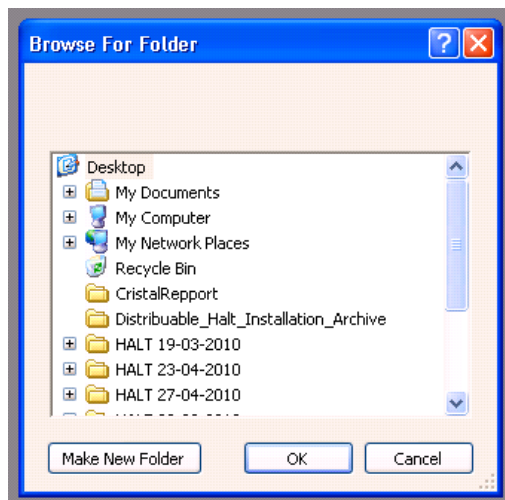 Browse For Folder
Desktop
My Documents
My Computer
My Network Places
Recycle Bin
CristalRepport
Distribuable_Halt_Installation_Archive
HALT 19-03-2010
HALT 23-04-2010
HALT 27-04-2010
Make New Folder OK Cancel